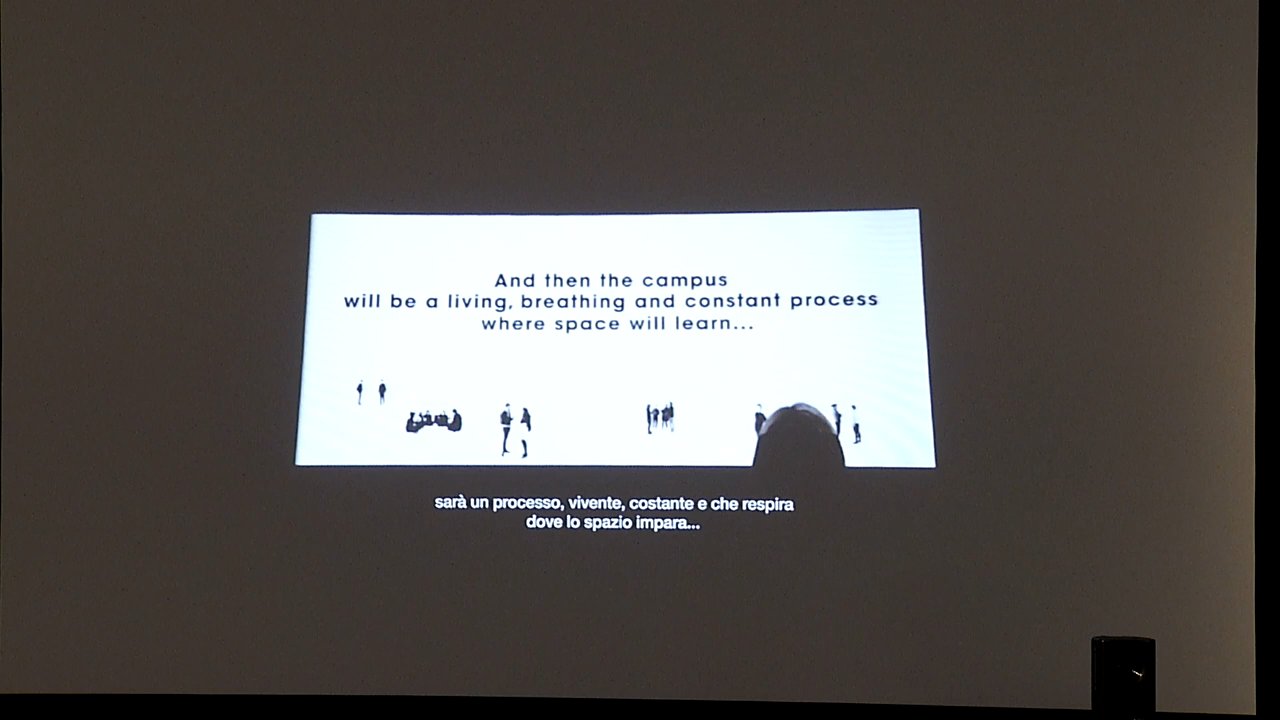 And then the campus
will be a living, breathing and constant process
where space will learn...
sarà un processo, vivente, costante e che respira
dove lo spazio impara...